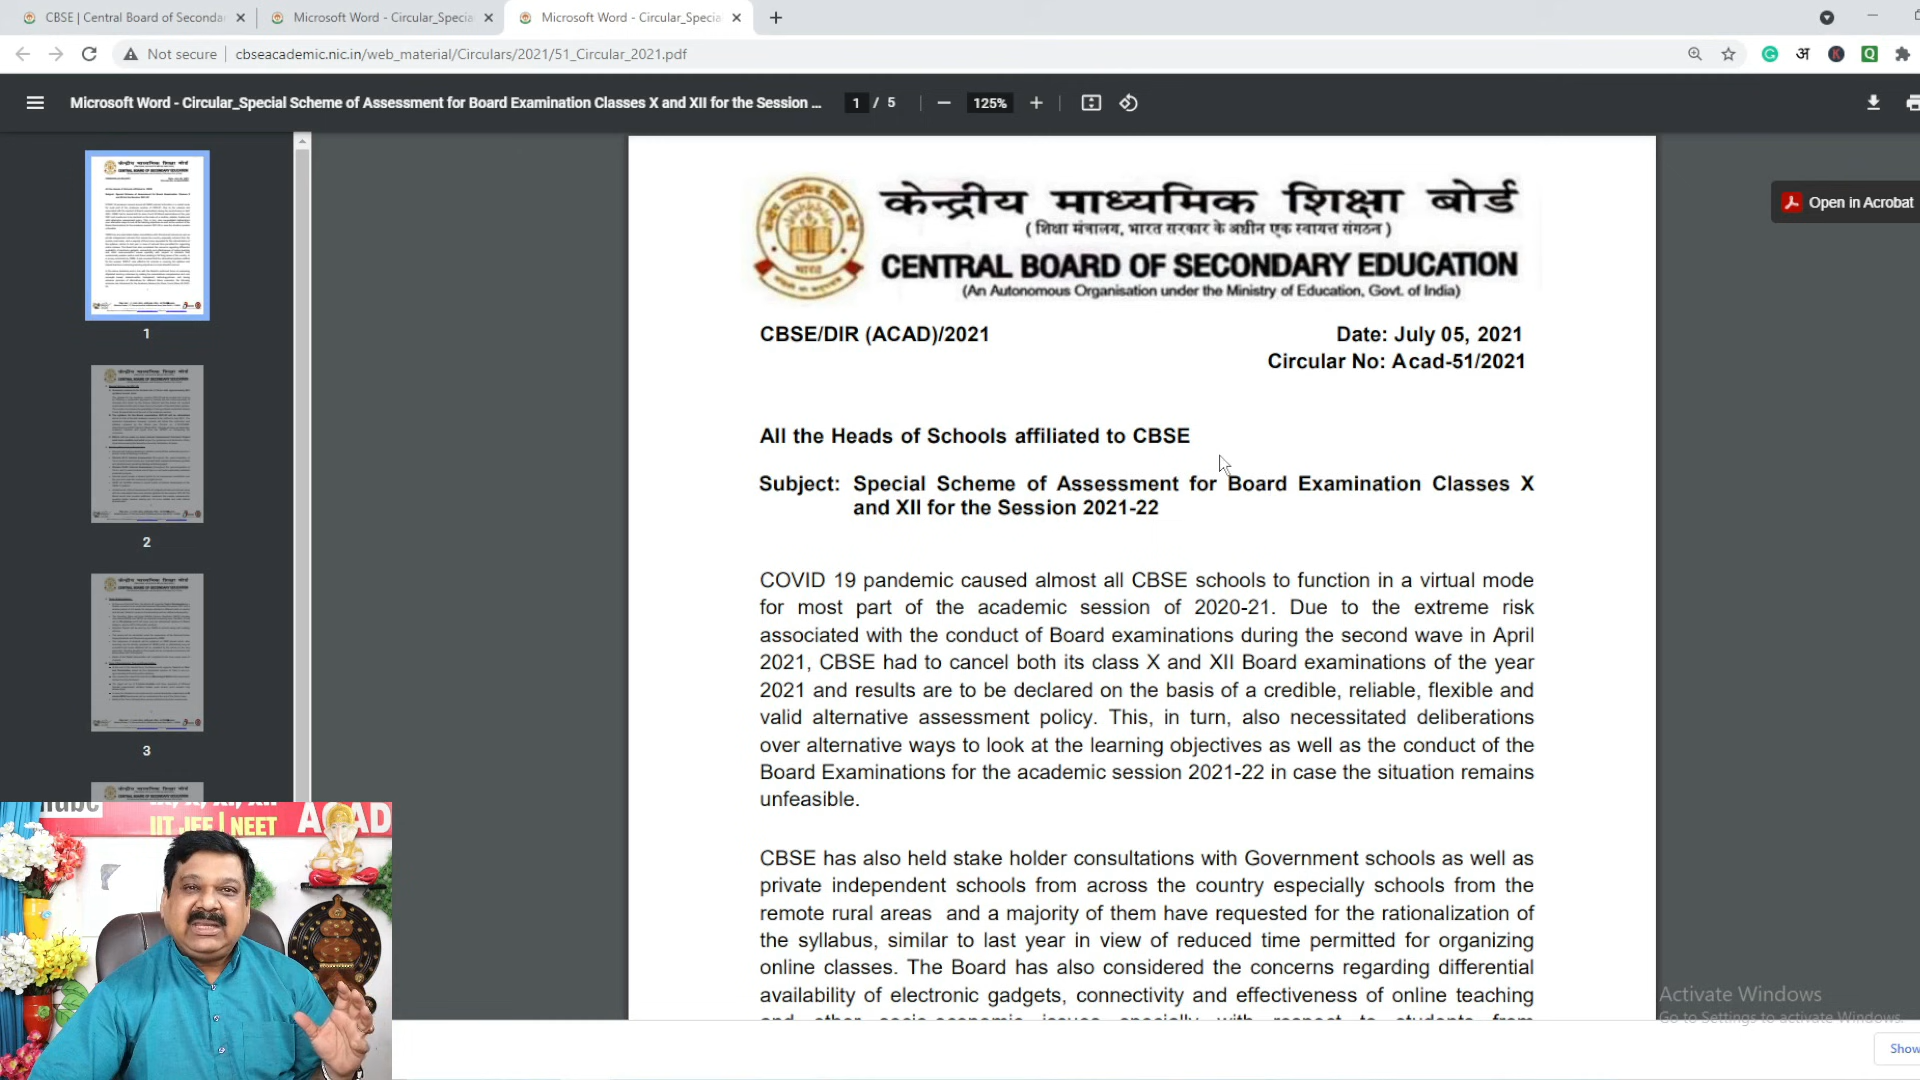 CBSE | Central Board of Seconda
Microsoft Word - Circular_Specia
Microsoft Word - Circular_Specia
Not secure
cbseacademic.nic.in/web_material/Circulars/2021/51_Circular_2021.pdf
Microsoft Word - Circular_Special Scheme of Assessment for Board Examination Classes X and XII for the Session ...
1 / 5
125%
Open in Acrobat
केन्द्रीय माध्यमिक शिक्षा बोर्ड
(शिक्षा मंत्रालय, भारत सरकार के अधीन एक स्वायत्त संगठन)
CENTRAL BOARD OF SECONDARY EDUCATION
(An Autonomous Organisation under the Ministry of Education, Govt. of India)
भारत
CBSE/DIR (ACAD)/2021
Date: July 05, 2021
Circular No: Acad-51/2021
All the Heads of Schools affiliated to CBSE
Subject: Special Scheme of Assessment for Board Examination Classes X
and XII for the Session 2021-22
COVID 19 pandemic caused almost all CBSE schools to function in a virtual mode
for most part of the academic session of 2020-21. Due to the extreme risk
associated with the conduct of Board examinations during the second wave in April
2021, CBSE had to cancel both its class X and XII Board examinations of the year
2021 and results are to be declared on the basis of a credible, reliable, flexible and
valid alternative assessment policy. This, in turn, also necessitated deliberations
over alternative ways to look at the learning objectives as well as the conduct of the
Board Examinations for the academic session 2021-22 in case the situation remains
unfeasible.
CBSE has also held stake holder consultations with Government schools as well as
private independent schools from across the country especially schools from the
remote rural areas and a majority of them have requested for the rationalization of
the syllabus, similar to last year in view of reduced time permitted for organizing
online classes. The Board has also considered the concerns regarding differential
availability of electronic gadgets, connectivity and effectiveness of online teaching
and other socio-economic issues specially with respect to students from
1
2
3
IIT JEE | NEET
Activate Windows
Go to Settings to activate Windows.
Show